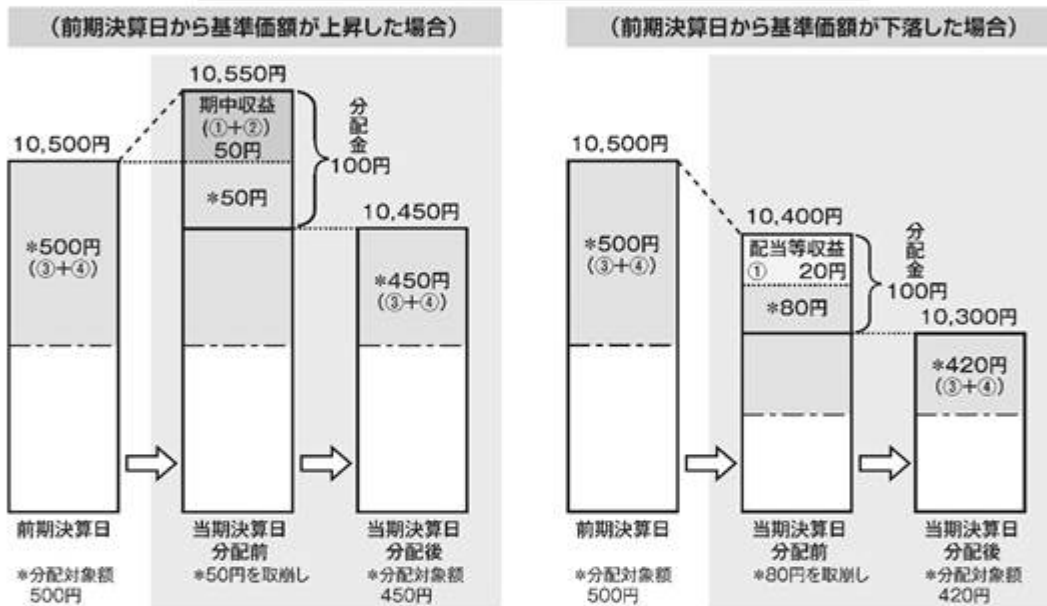 (前期決算日から基準価額が上昇した場合)
10,550円
期中収益
(①+②)
50円
分配金
100円
10,500円
*50円
10,450円
*500円
(③+④)
*450円
(③+④)
前期決算日
当期決算日
分配前
当期決算日
分配後
*分配対象額
500円
*50円を取崩し
*分配対象額
450円
(前期決算日から基準価額が下落した場合)
10,500円
10,400円
配当等収益
① 20円
分配金
100円
*80円
10,300円
*500円
(③+④)
*420円
(③+④)
前期決算日
当期決算日
分配前
当期決算日
分配後
*分配対象額
500円
*80円を取崩し
*分配対象額
420円